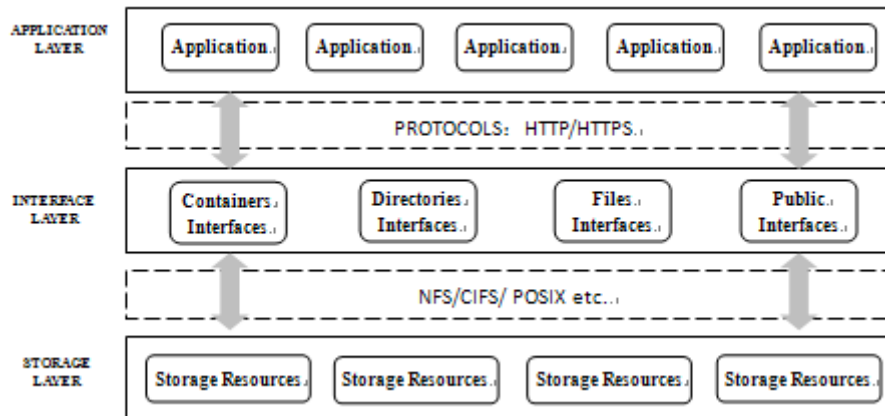 APPLICATION
LAYER
Application
Application
Application
Application
Application
PROTOCOLS: HTTP/HTTPS
INTERFACE
LAYER
Containers
Interfaces
Directories
Interfaces
Files
Interfaces
Public
Interfaces
NFS/CIFS/ POSIX etc..
STORAGE
LAYER
Storage Resources
Storage Resources
Storage Resources
Storage Resources